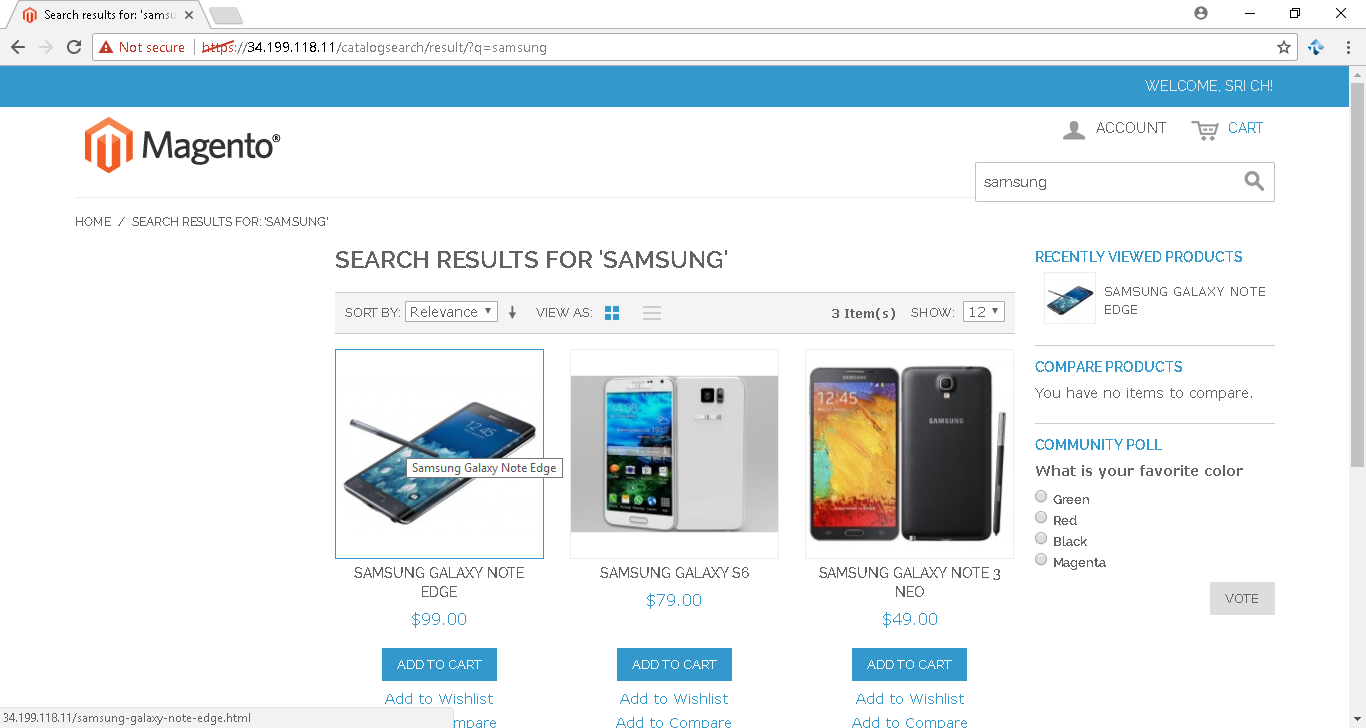 Search results for: 'samsu
Not secure https://34.199.118.11/catalogsearch/result/?q=samsung
WELCOME, SRI CH!
Magento®
ACCOUNT CART
samsung
HOME / SEARCH RESULTS FOR: 'SAMSUNG'
SEARCH RESULTS FOR 'SAMSUNG'
SORT BY: Relevance VIEW AS: 3 Item(s) SHOW: 12
Samsung Galaxy Note Edge
SAMSUNG GALAXY NOTE
EDGE
$99.00
ADD TO CART
Add to Wishlist
mpare
SAMSUNG
SAMSUNG GALAXY S6
$79.00
ADD TO CART
Add to Wishlist
Add to Compare
SAMSUNG
12:45
SAMSUNG
SAMSUNG GALAXY NOTE 3
NEO
$49.00
ADD TO CART
Add to Wishlist
Add to Compare
RECENTLY VIEWED PRODUCTS
SAMSUNG GALAXY NOTE
EDGE
COMPARE PRODUCTS
You have no items to compare.
COMMUNITY POLL
What is your favorite color
Green
Red
Black
Magenta
VOTE
34.199.118.11/samsung-galaxy-note-edge.html